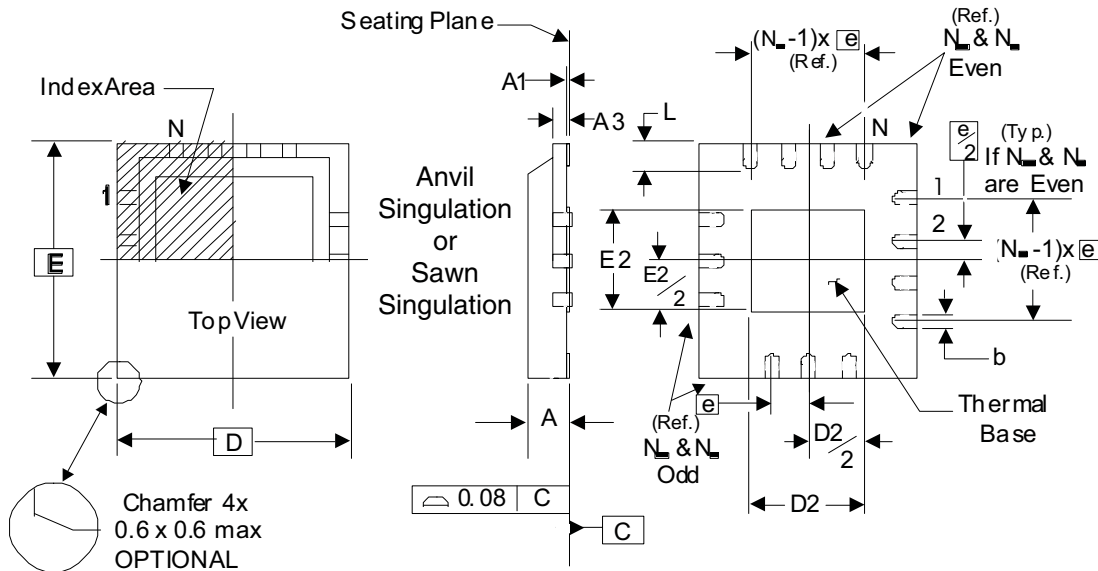 Seating Plane
(Ref.)
(N -1)x e
(Ref.)
N & N
Even
A1
IndexArea
A3
L
N
N
e/2
(Typ.)
If N & N
are Even
1
1
2
Anvil
Singulation
or
Sawn
Singulation
E
E2
E2/2
(N -1)x e
(Ref.)
Top View
b
A
e
(Ref.)
N & N
Odd
D2/2
Thermal
Base
D
0.08 C
D2
C
Chamfer 4x
0.6 x 0.6 max
OPTIONAL